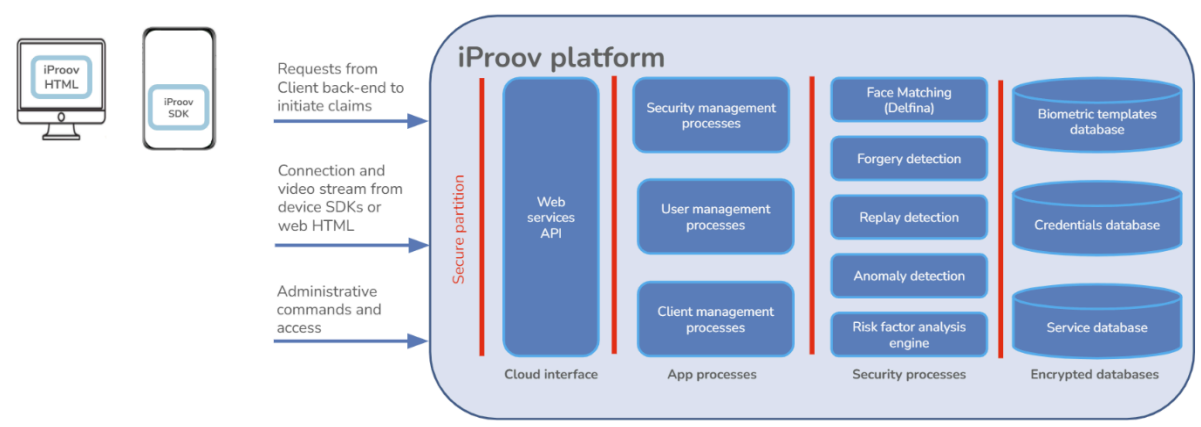 iProov
HTML
iProov
SDK
Requests from
Client back-end to
initiate claims
Connection and
video stream from
device SDKs or
web HTML
Administrative
commands and
access
iProov platform
Secure partition
Web
services
API
Cloud interface
Security management
processes
User management
processes
Client management
processes
App processes
Face Matching
(Delfina)
Forgery detection
Replay detection
Anomaly detection
Risk factor analysis
engine
Security processes
Biometric templates
database
Credentials database
Service database
Encrypted databases